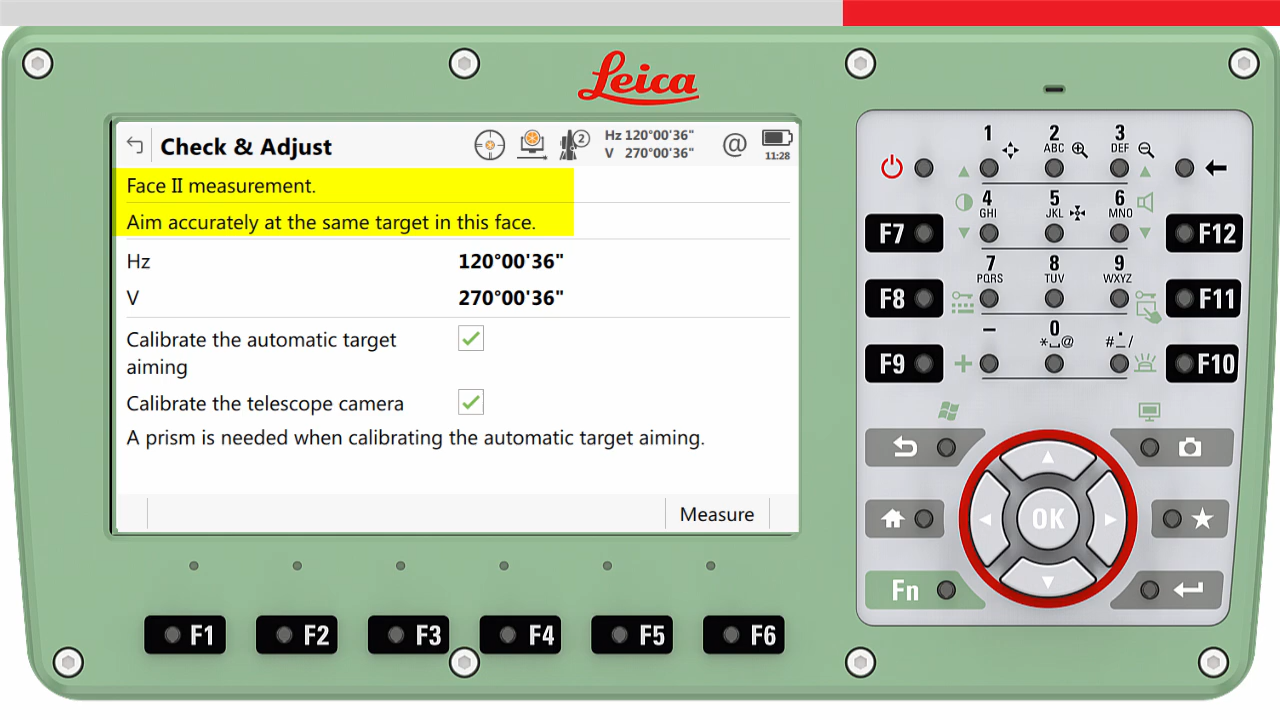 Leica
Check & Adjust
2
Hz 120°00'36"
V 270°00'36"
@
11:28
Face II measurement.
Aim accurately at the same target in this face.
Hz 120°00'36"
V 270°00'36"
Calibrate the automatic target
aiming
Calibrate the telescope camera
A prism is needed when calibrating the automatic target aiming.
Measure
F1 F2 F3 F4 F5 F6
1 2 3
ABC DEF
4 5 6
GHI JKL MNO
F7 F12
7 8 9
PQRS TUV WXYZ
F8 F11
– 0 .
*⎵@ #_/
F9 + F10
OK
Fn